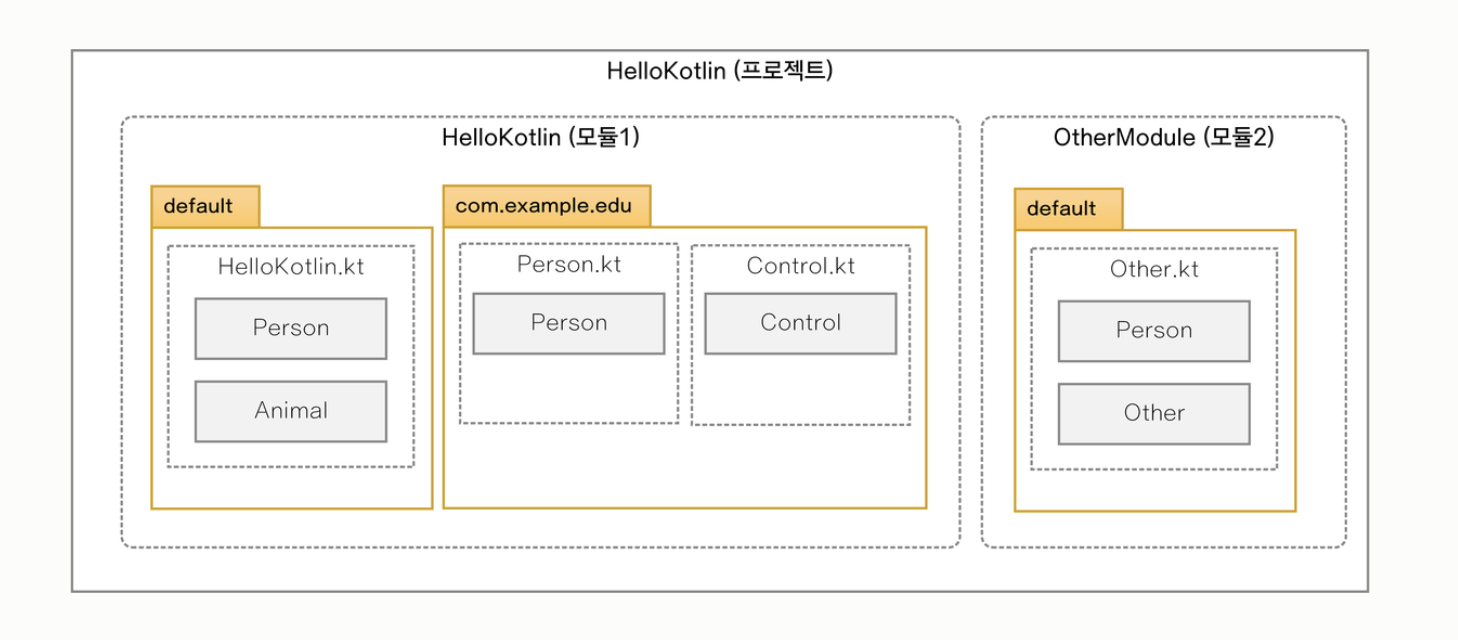 HelloKotlin (프로젝트)
HelloKotlin (모듈1)
default
HelloKotlin.kt
Person
Animal
com.example.edu
Person.kt
Person
Control.kt
Control
OtherModule (모듈2)
default
Other.kt
Person
Other